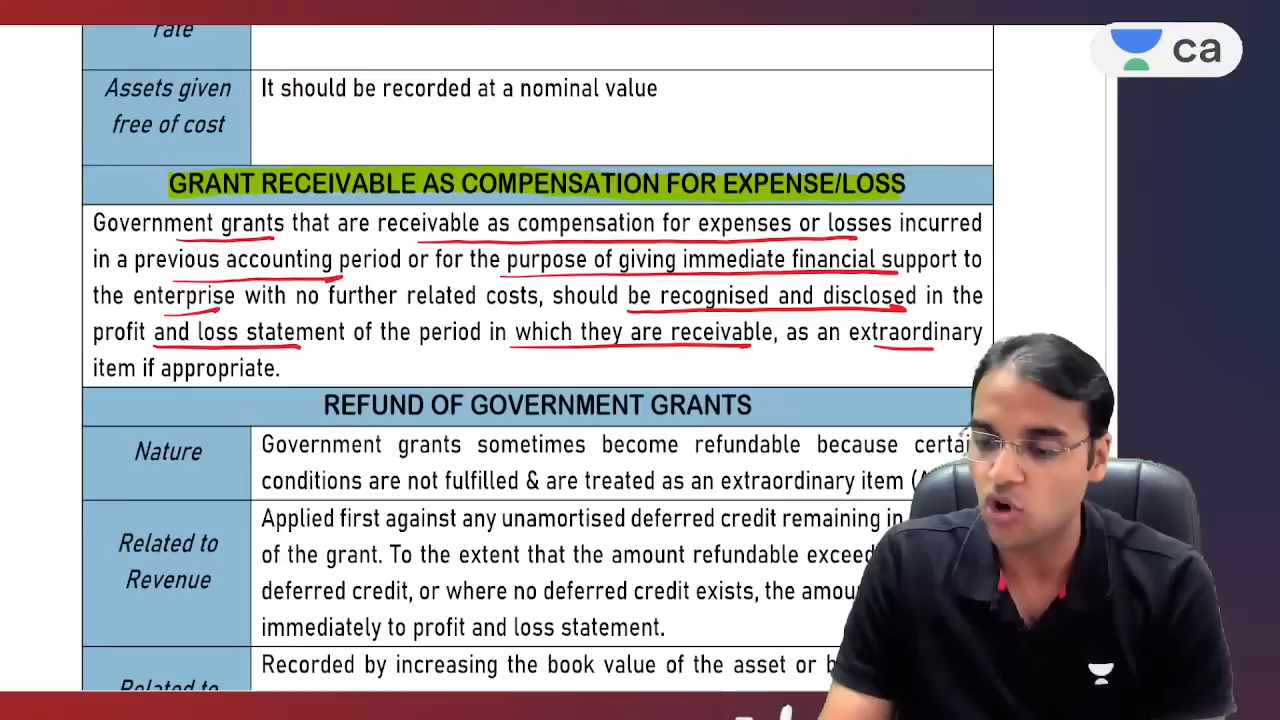 rate
ca
Assets given
free of cost
It should be recorded at a nominal value
GRANT RECEIVABLE AS COMPENSATION FOR EXPENSE/LOSS
Government grants that are receivable as compensation for expenses or losses incurred
in a previous accounting period or for the purpose of giving immediate financial support to
the enterprise with no further related costs, should be recognised and disclosed in the
profit and loss statement of the period in which they are receivable, as an extraordinary
item if appropriate.
REFUND OF GOVERNMENT GRANTS
Nature
Government grants sometimes become refundable because
conditions are not fulfilled & are treated as an extraordinary item
Related to
Revenue
Applied first against any unamortised deferred credit remaining in
of the grant. To the extent that the amount refundable
deferred credit, or where no deferred credit exists, the
immediately to profit and loss statement.
Related to
Recorded by increasing the book value of the asset or